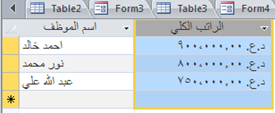 Table2 Form3 Table3 Form4
اسم الموظف الراتب الكلي
احمد خالد د.ع. ٩٠٠،٠٠٠،٠٠
نور محمد د.ع. ٨٠٠،٠٠٠،٠٠
عبد الله علي د.ع. ٧٥٠،٠٠٠،٠٠